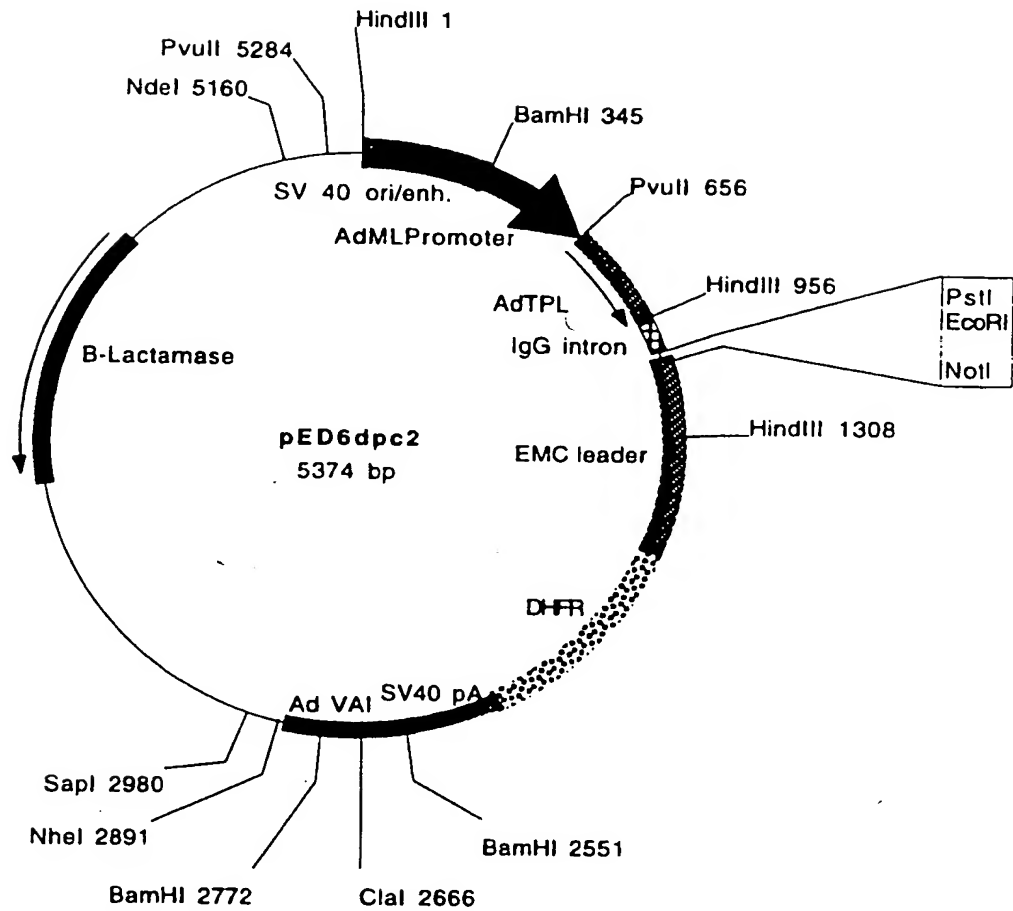 HindIII 1
PvuII 5284
NdeI 5160
BamHI 345
SV 40 ori/enh.
PvuII 656
AdMLPromoter
HindIII 956
AdTPL
IgG intron
PstI
EcoRI
NotI
B-Lactamase
pED6dpc2
5374 bp
EMC leader
HindIII 1308
DHFR
SV40 pA
Ad VAI
SapI 2980
NheI 2891
BamHI 2772
ClaI 2666
BamHI 2551